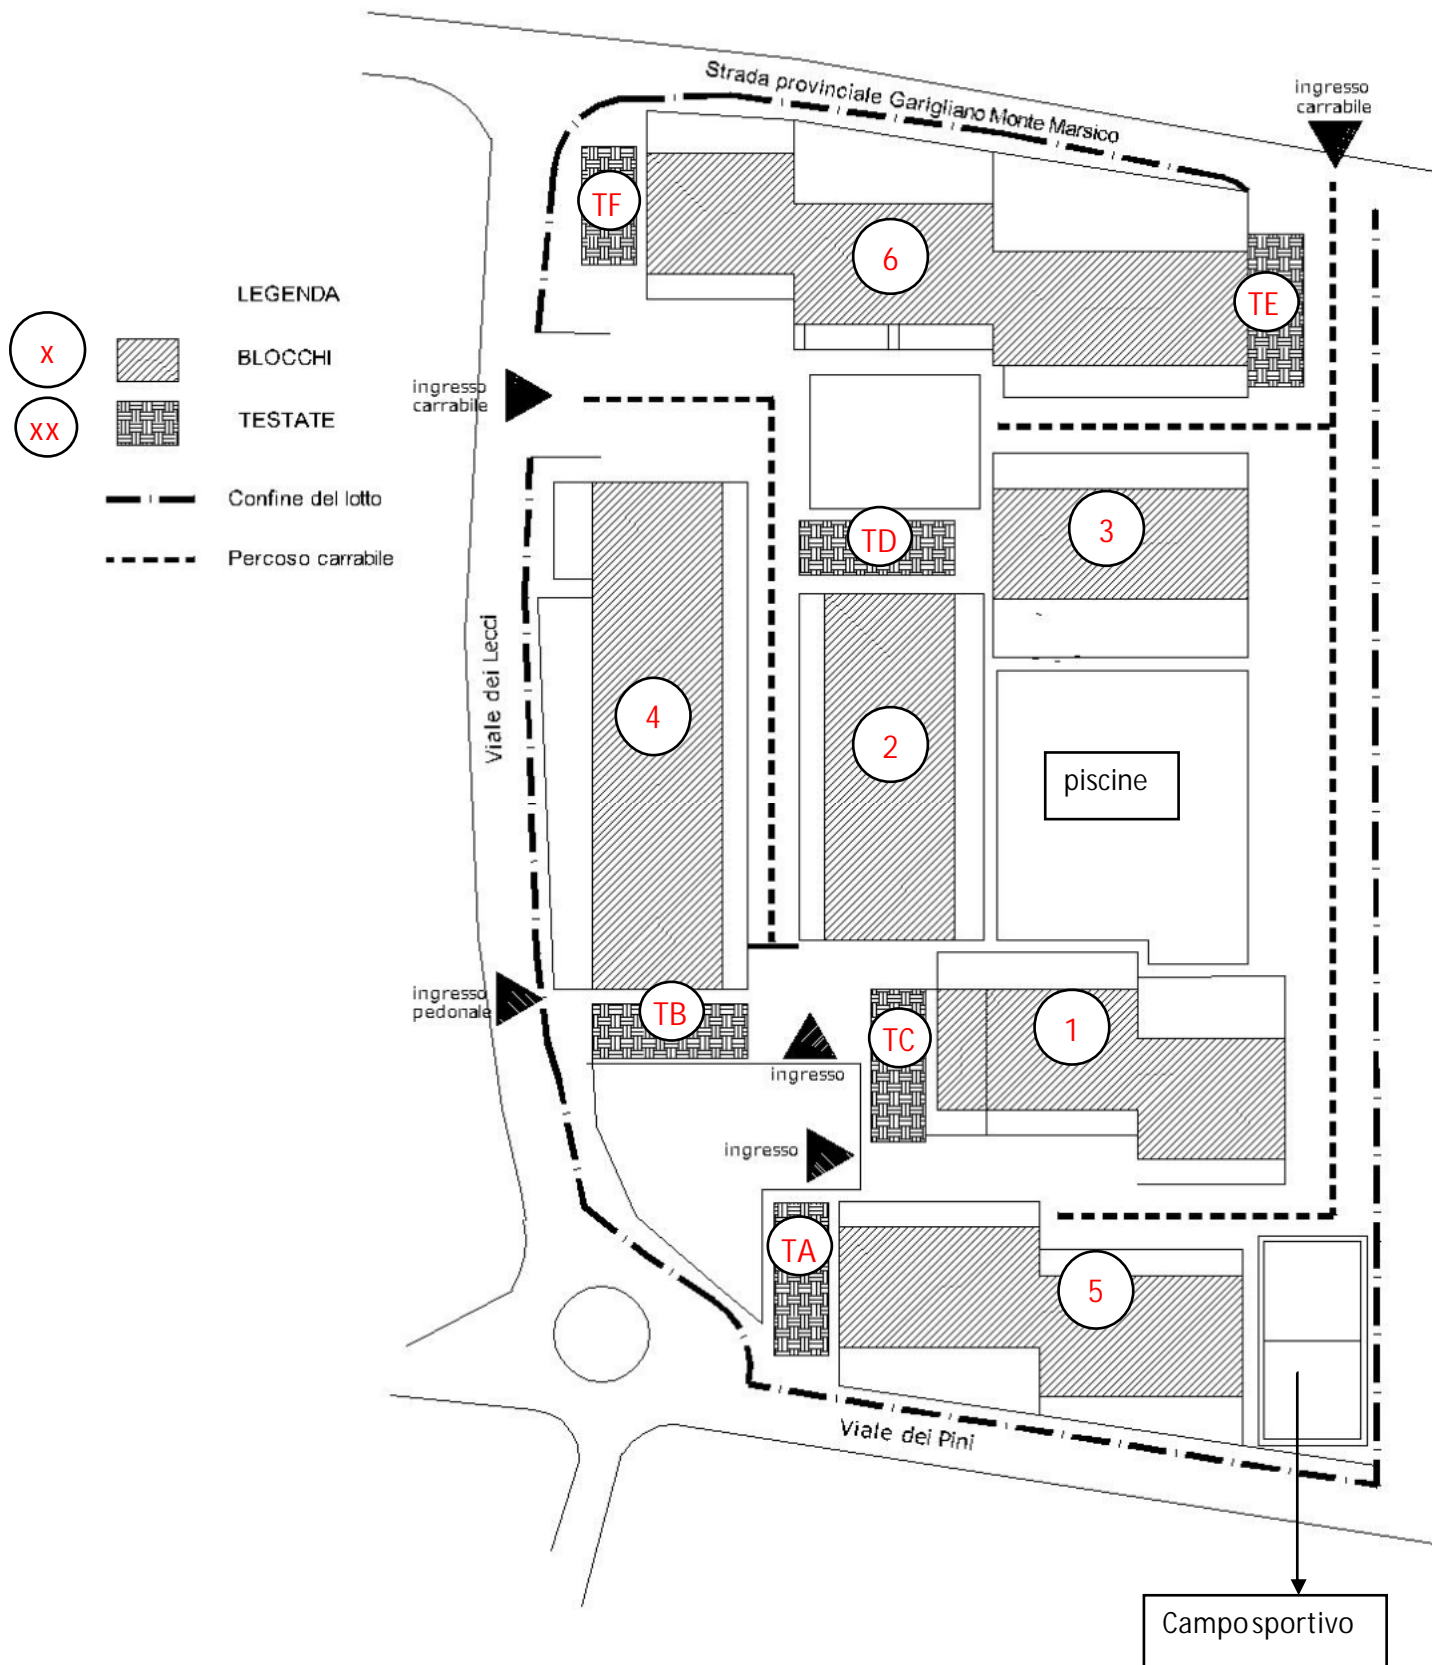 Strada provinciale Garigliano Monte Marsico
ingresso
carrabile
TF
6
TE
LEGENDA
x
BLOCCHI
xx
TESTATE
Confine del lotto
Percoso carrabile
ingresso
carrabile
TD
3
Viale dei Lecci
4
2
piscine
ingresso
pedonale
TB
TC
1
ingresso
ingresso
TA
5
Viale dei Pini
Campo sportivo